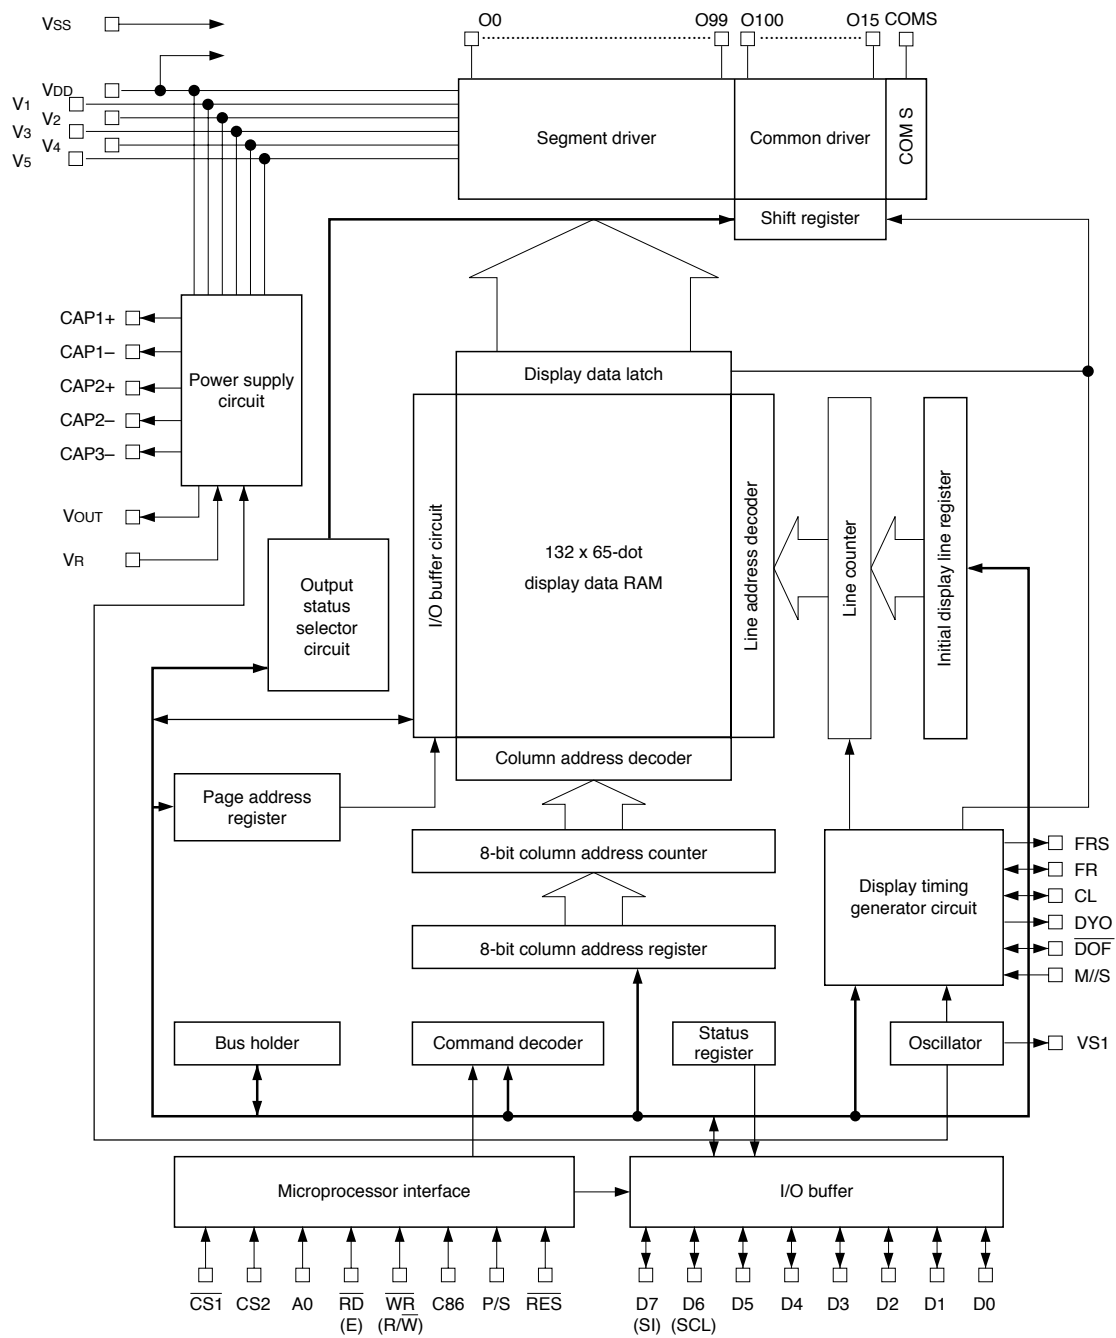 VSS
O0
O99
O100
O15
COMS
VDD
V1
V2
V3
V4
V5
Segment driver
Common driver
COM S
Shift register
CAP1+
CAP1–
CAP2+
CAP2–
CAP3–
Power supply
circuit
VOUT
VR
Display data latch
I/O buffer circuit
132 x 65-dot
display data RAM
Line address decoder
Line counter
Initial display line register
Output
status
selector
circuit
Column address decoder
Page address
register
8-bit column address counter
8-bit column address register
Display timing
generator circuit
FRS
FR
CL
DYO
DOF
M//S
Bus holder
Command decoder
Status
register
Oscillator
VS1
Microprocessor interface
I/O buffer
CS1
CS2
A0
RD
(E)
WR
(R/W)
C86
P/S
RES
D7
(SI)
D6
(SCL)
D5
D4
D3
D2
D1
D0